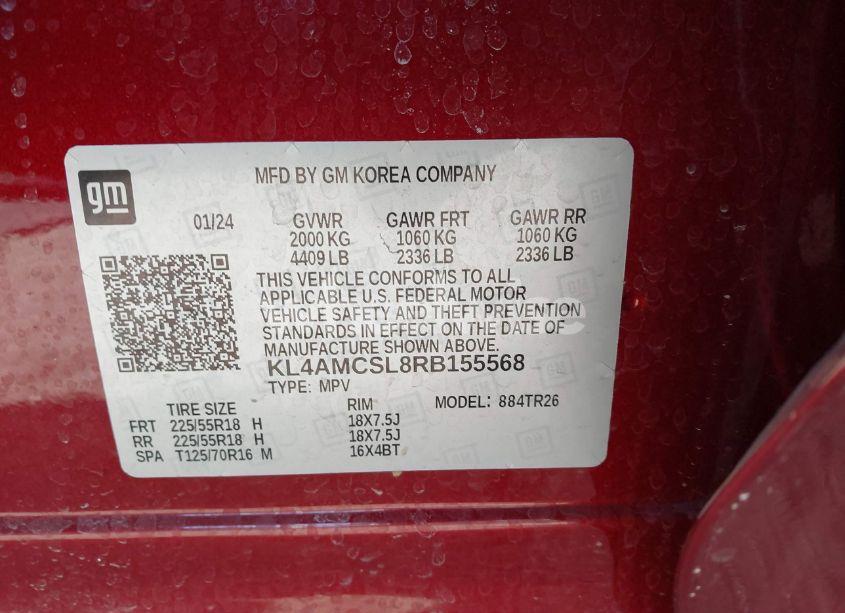 gm
MFD BY GM KOREA COMPANY
01/24 GVWR GAWR FRT GAWR RR
2000 KG 1060 KG 1060 KG
4409 LB 2336 LB 2336 LB
THIS VEHICLE CONFORMS TO ALL
APPLICABLE U.S. FEDERAL MOTOR
VEHICLE SAFETY AND THEFT PREVENTION
STANDARDS IN EFFECT ON THE DATE OF
MANUFACTURE SHOWN ABOVE.
KL4AMCSL8RB155568
TYPE: MPV
TIRE SIZE RIM MODEL: 884TR26
FRT 225/55R18 H 18X7.5J
RR 225/55R18 H 18X7.5J
SPA T125/70R16 M 16X4BT